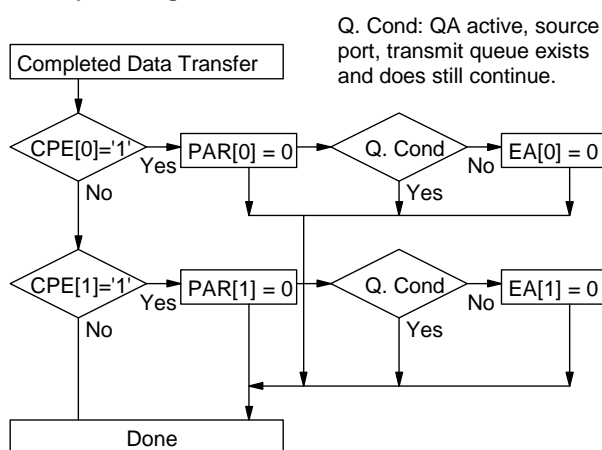 Q. Cond: QA active, source
port, transmit queue exists
and does still continue.
Completed Data Transfer
CPE[0]='1'
Yes
PAR[0] = 0
Q. Cond
No
EA[0] = 0
No
Yes
CPE[1]='1'
Yes
PAR[1] = 0
Q. Cond
No
EA[1] = 0
No
Yes
Done